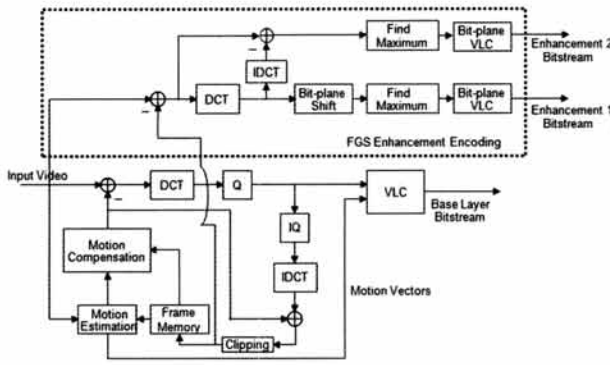 Find
Maximum
Bit-plane
VLC
Enhancement 2
Bitstream
IDCT
DCT
Bit-plane
Shift
Find
Maximum
Bit-plane
VLC
Enhancement 1
Bitstream
FGS Enhancement Encoding
Input Video
DCT
Q
VLC
Base Layer
Bitstream
IQ
Motion
Compensation
IDCT
Motion Vectors
Motion
Estimation
Frame
Memory
Clipping